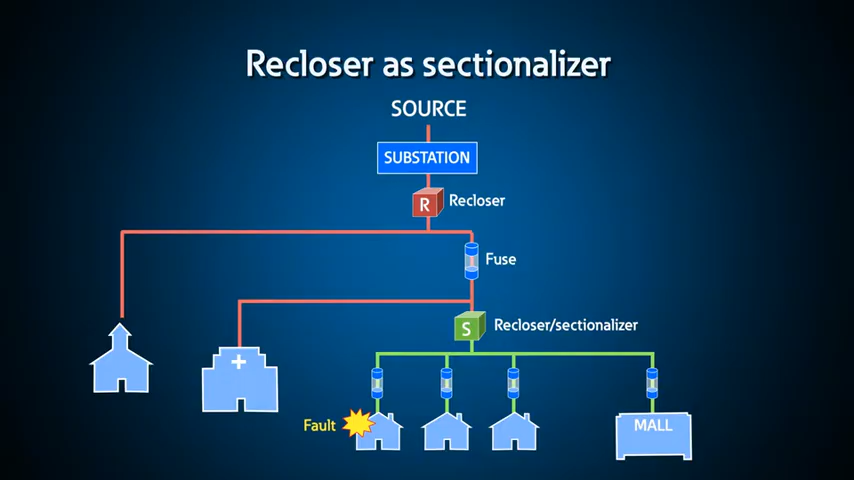 Recloser as sectionalizer
SOURCE
SUBSTATION
R
Recloser
Fuse
S
Recloser/sectionalizer
Fault
MALL